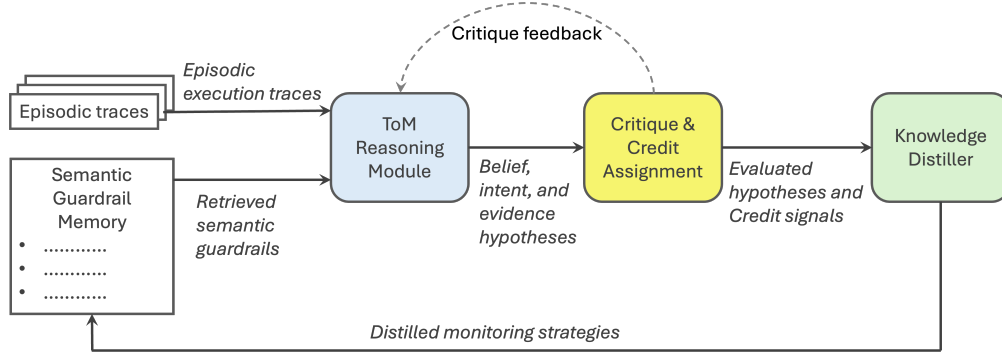 Critique feedback
Episodic
execution traces
Episodic traces
ToM
Reasoning
Module
Critique &
Credit
Assignment
Knowledge
Distiller
Semantic
Guardrail
Memory
• ............
• ............
• ............
Retrieved
semantic
guardrails
Belief,
intent, and
evidence
hypotheses
Evaluated
hypotheses and
Credit signals
Distilled monitoring strategies